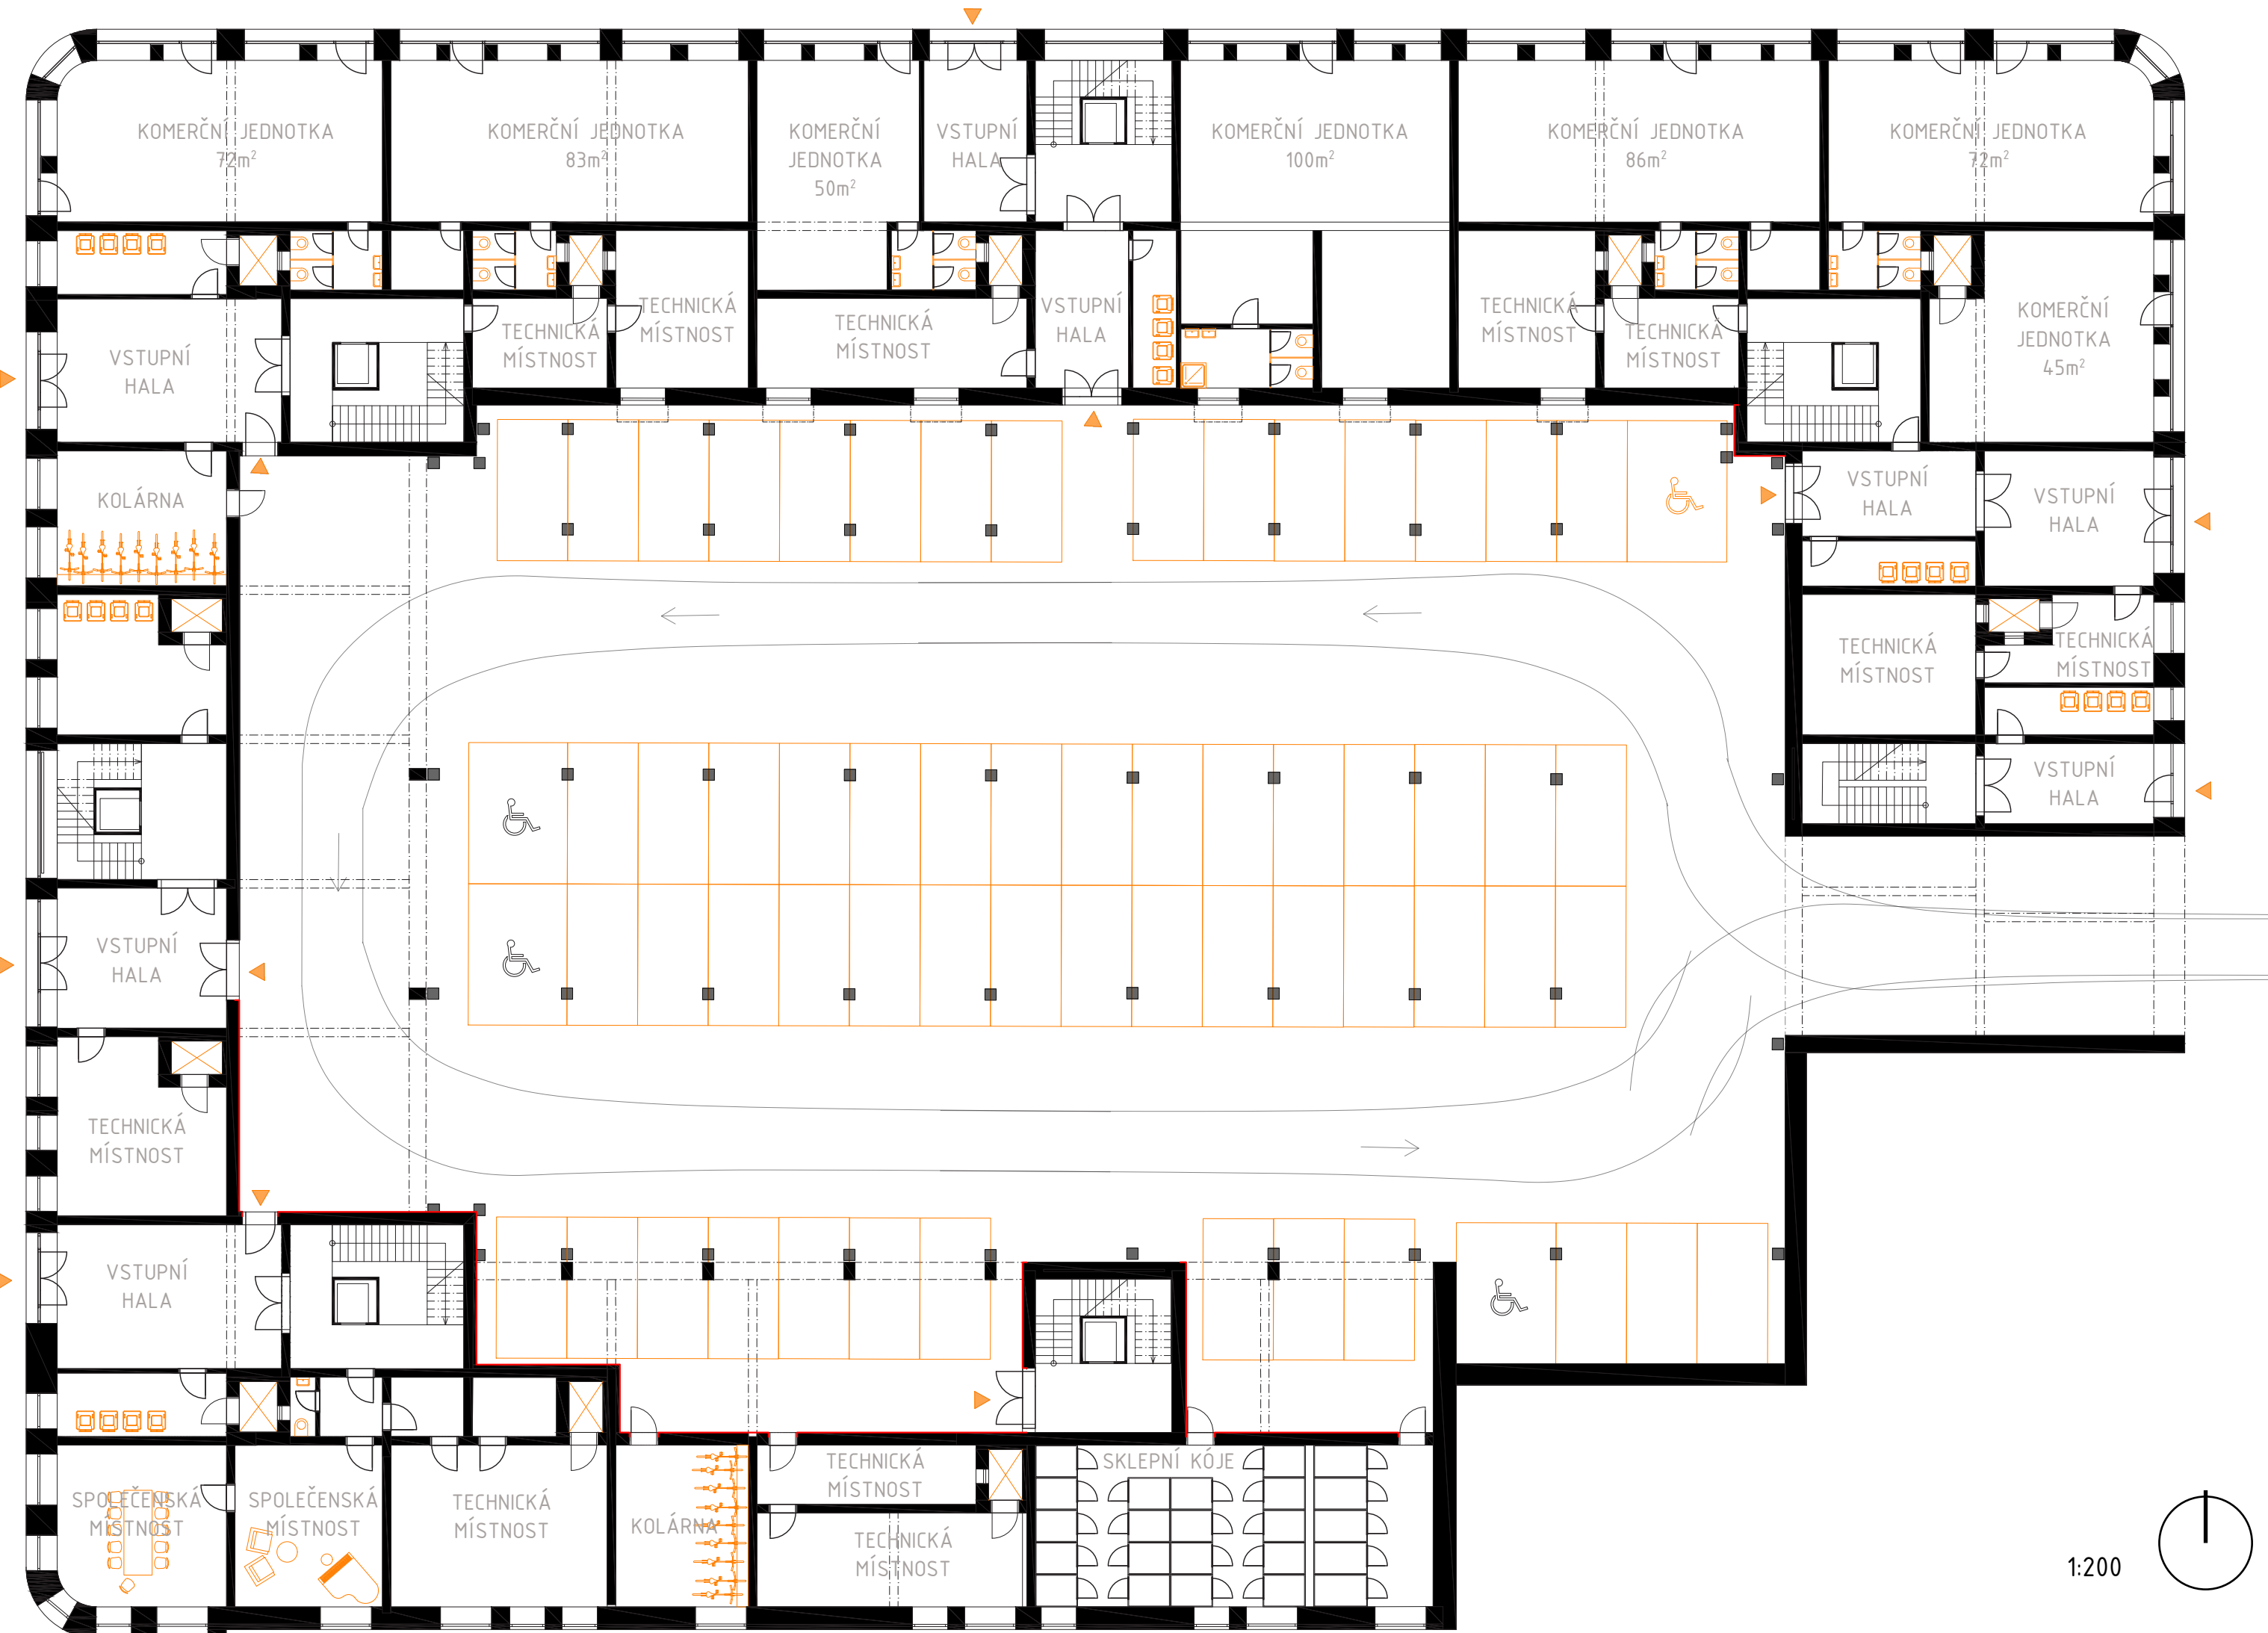 KOMERČNÍ JEDNOTKA
72m²
KOMERČNÍ JEDNOTKA
83m²
KOMERČNÍ
JEDNOTKA
50m²
VSTUPNÍ
HALA
KOMERČNÍ JEDNOTKA
100m²
KOMERČNÍ JEDNOTKA
86m²
KOMERČNÍ JEDNOTKA
72m²
VSTUPNÍ
HALA
TECHNICKÁ
MÍSTNOST
TECHNICKÁ
MÍSTNOST
TECHNICKÁ
MÍSTNOST
VSTUPNÍ
HALA
TECHNICKÁ
MÍSTNOST
TECHNICKÁ
MÍSTNOST
KOMERČNÍ
JEDNOTKA
45m²
KOLÁRNA
VSTUPNÍ
HALA
VSTUPNÍ
HALA
TECHNICKÁ
MÍSTNOST
TECHNICKÁ
MÍSTNOST
VSTUPNÍ
HALA
VSTUPNÍ
HALA
TECHNICKÁ
MÍSTNOST
VSTUPNÍ
HALA
SPOLEČENSKÁ
MÍSTNOST
SPOLEČENSKÁ
MÍSTNOST
TECHNICKÁ
MÍSTNOST
KOLÁRNA
TECHNICKÁ
MÍSTNOST
TECHNICKÁ
MÍSTNOST
SKLEPNÍ KÓJE
1:200